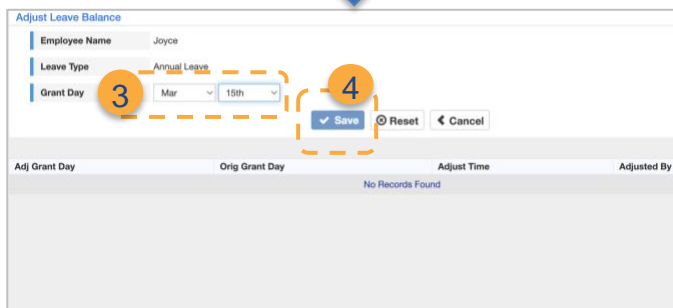 Adjust Leave Balance
Employee Name Joyce
Leave Type Annual Leave
Grant Day 3 Mar 15th
4
Save Reset Cancel
Adj Grant Day Orig Grant Day Adjust Time Adjusted By
No Records Found